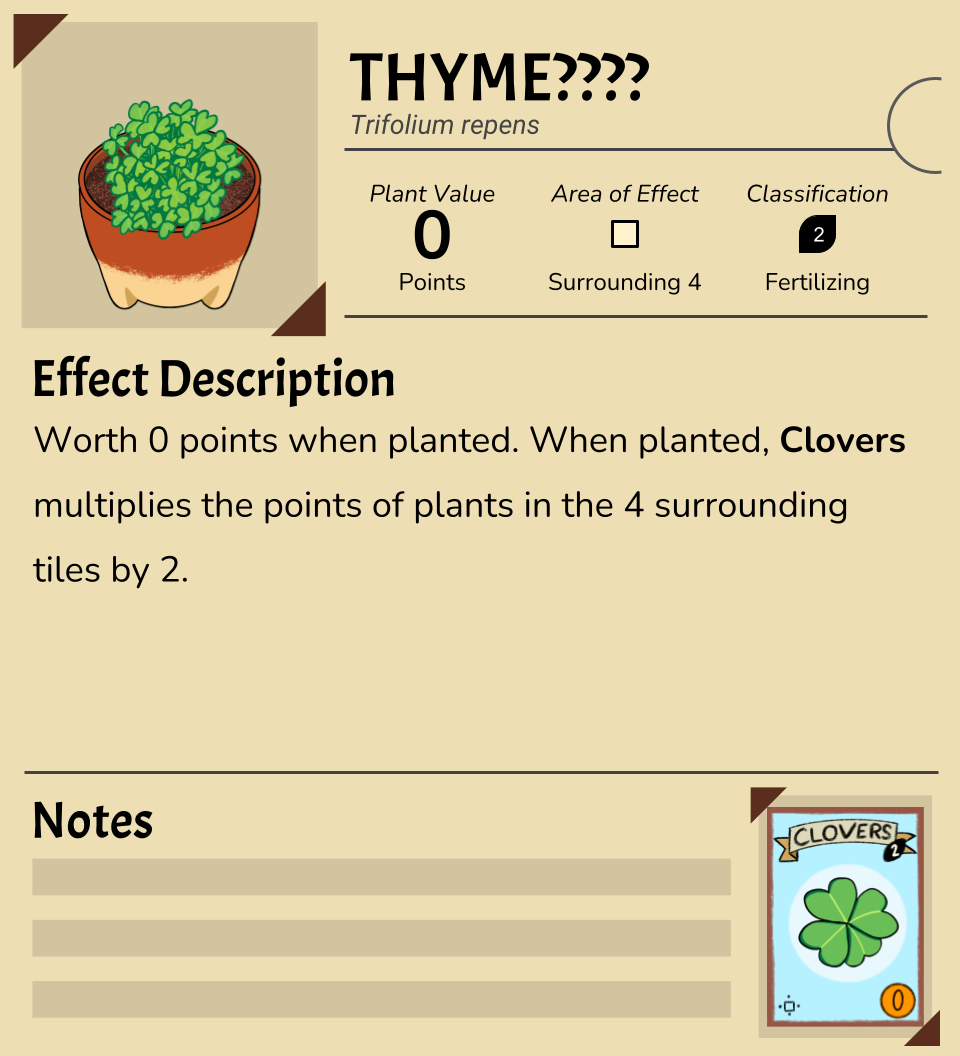 THYME????
Trifolium repens
Plant Value
Area of Effect
Classification
0
2
Points
Surrounding 4
Fertilizing
Effect Description
Worth 0 points when planted. When planted, Clovers
multiplies the points of plants in the 4 surrounding
tiles by 2.
Notes
CLOVERS
2
0